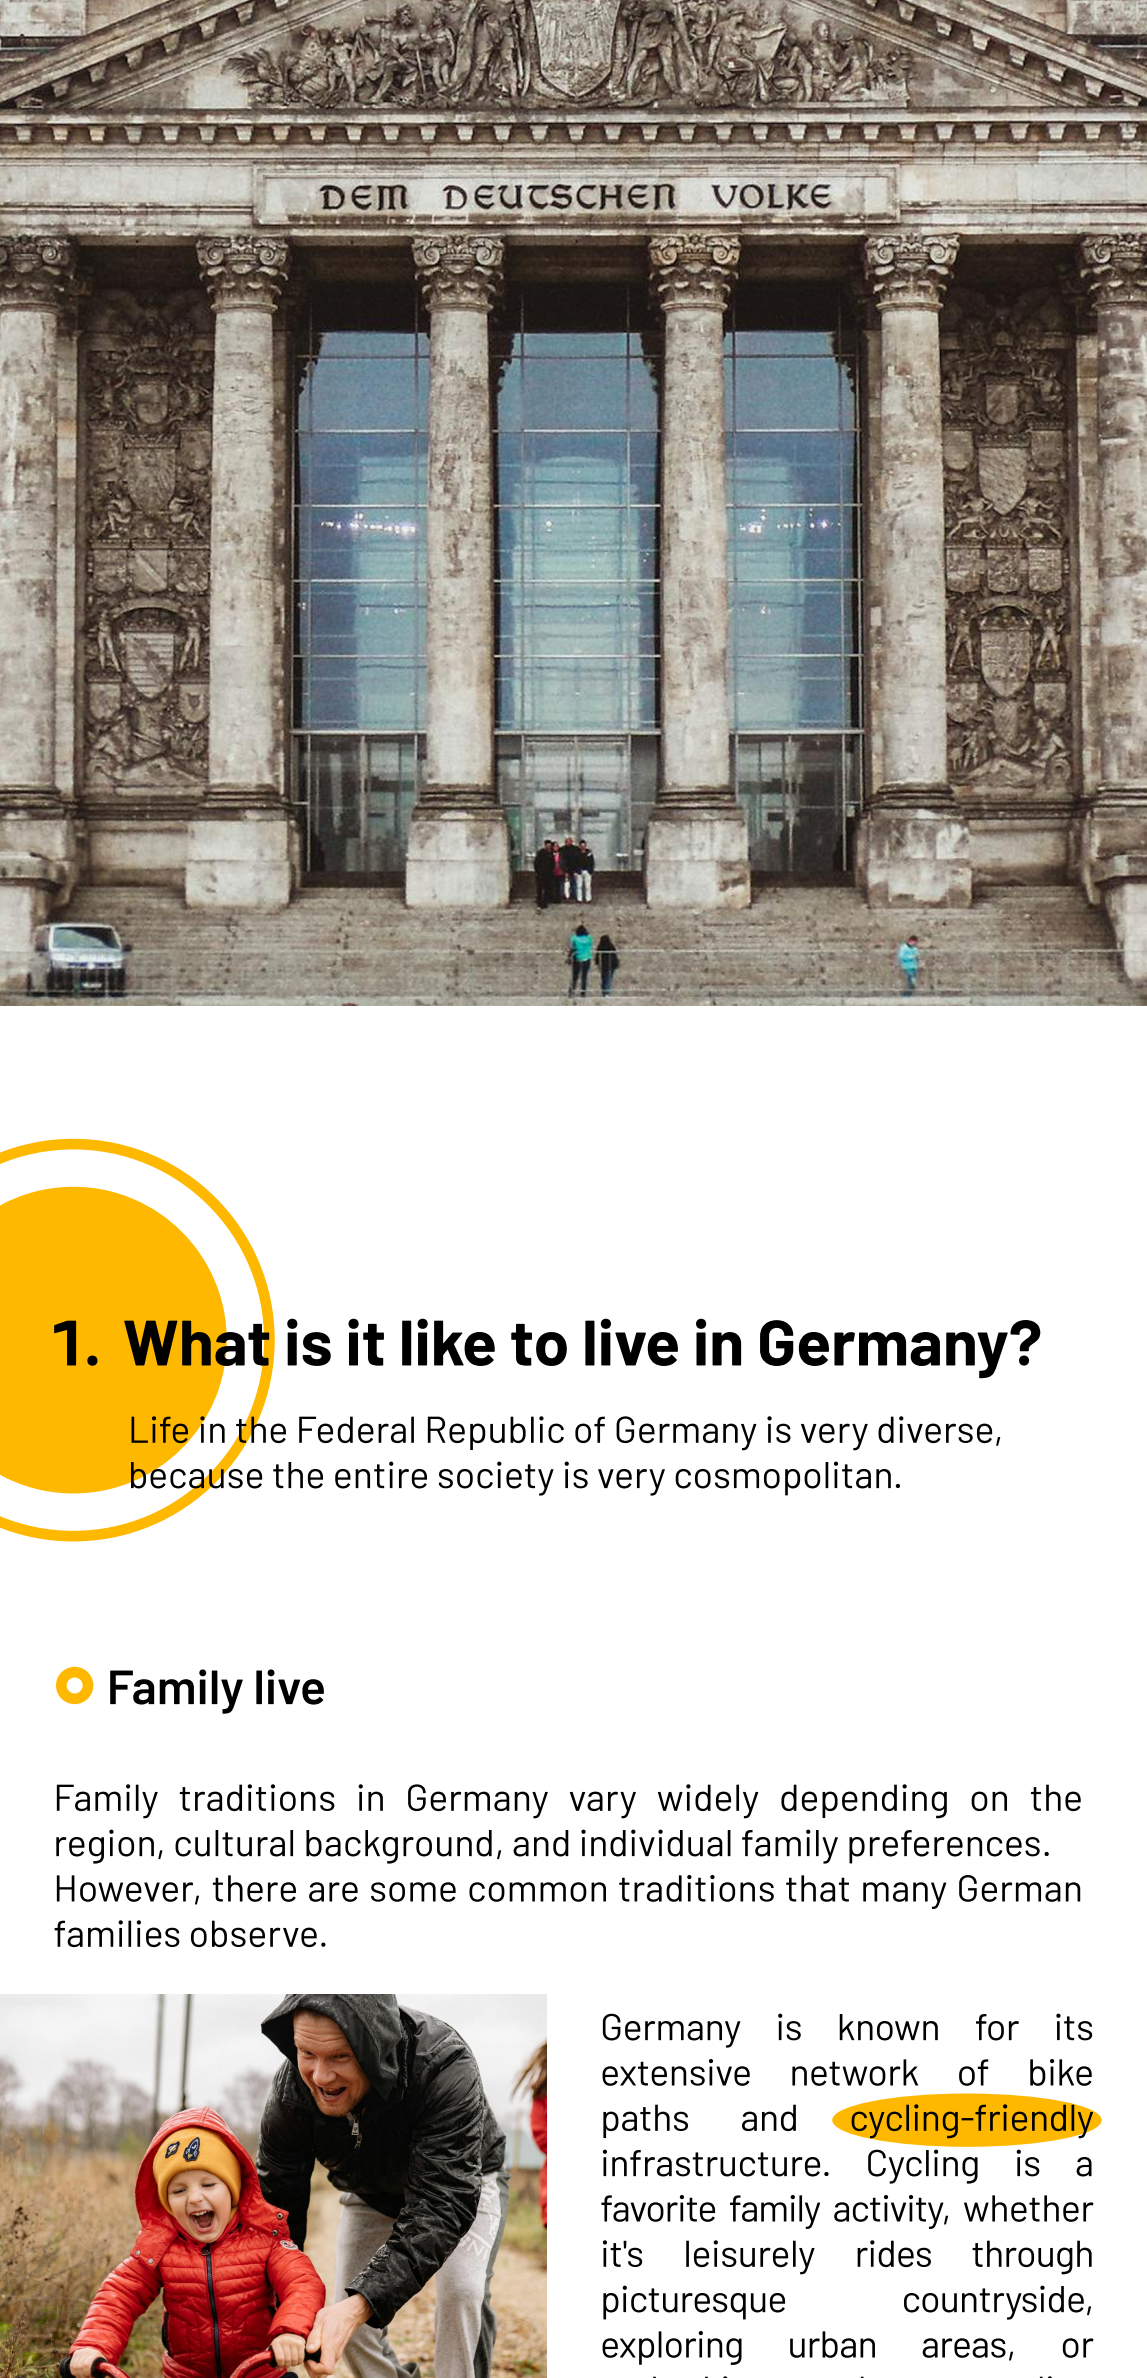 DEM DEUTSCHEN VOLKE
1. What is it like to live in Germany?
Life in the Federal Republic of Germany is very diverse,
because the entire society is very cosmopolitan.
Family live
Family traditions in Germany vary widely depending on the
region, cultural background, and individual family preferences.
However, there are some common traditions that many German
families observe.
Germany is known for its
extensive network of bike
paths and cycling-friendly
infrastructure. Cycling is a
favorite family activity, whether
it's leisurely rides through
picturesque countryside,
exploring urban areas, or